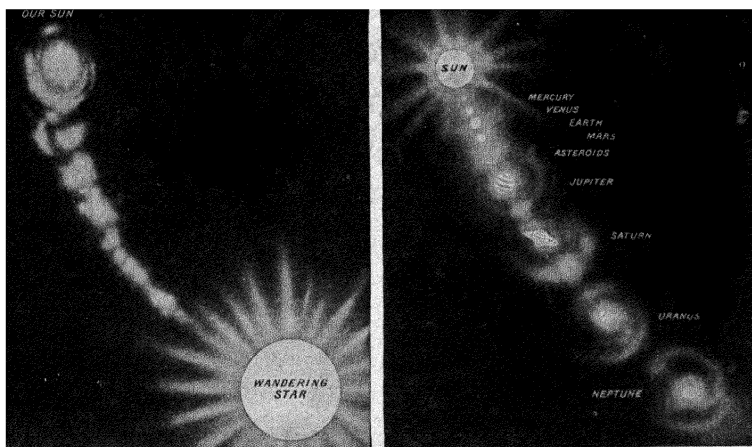 OUR SUN
WANDERING
STAR
SUN
MERCURY
VENUS
EARTH
MARS
ASTEROIDS
JUPITER
SATURN
URANUS
NEPTUNE